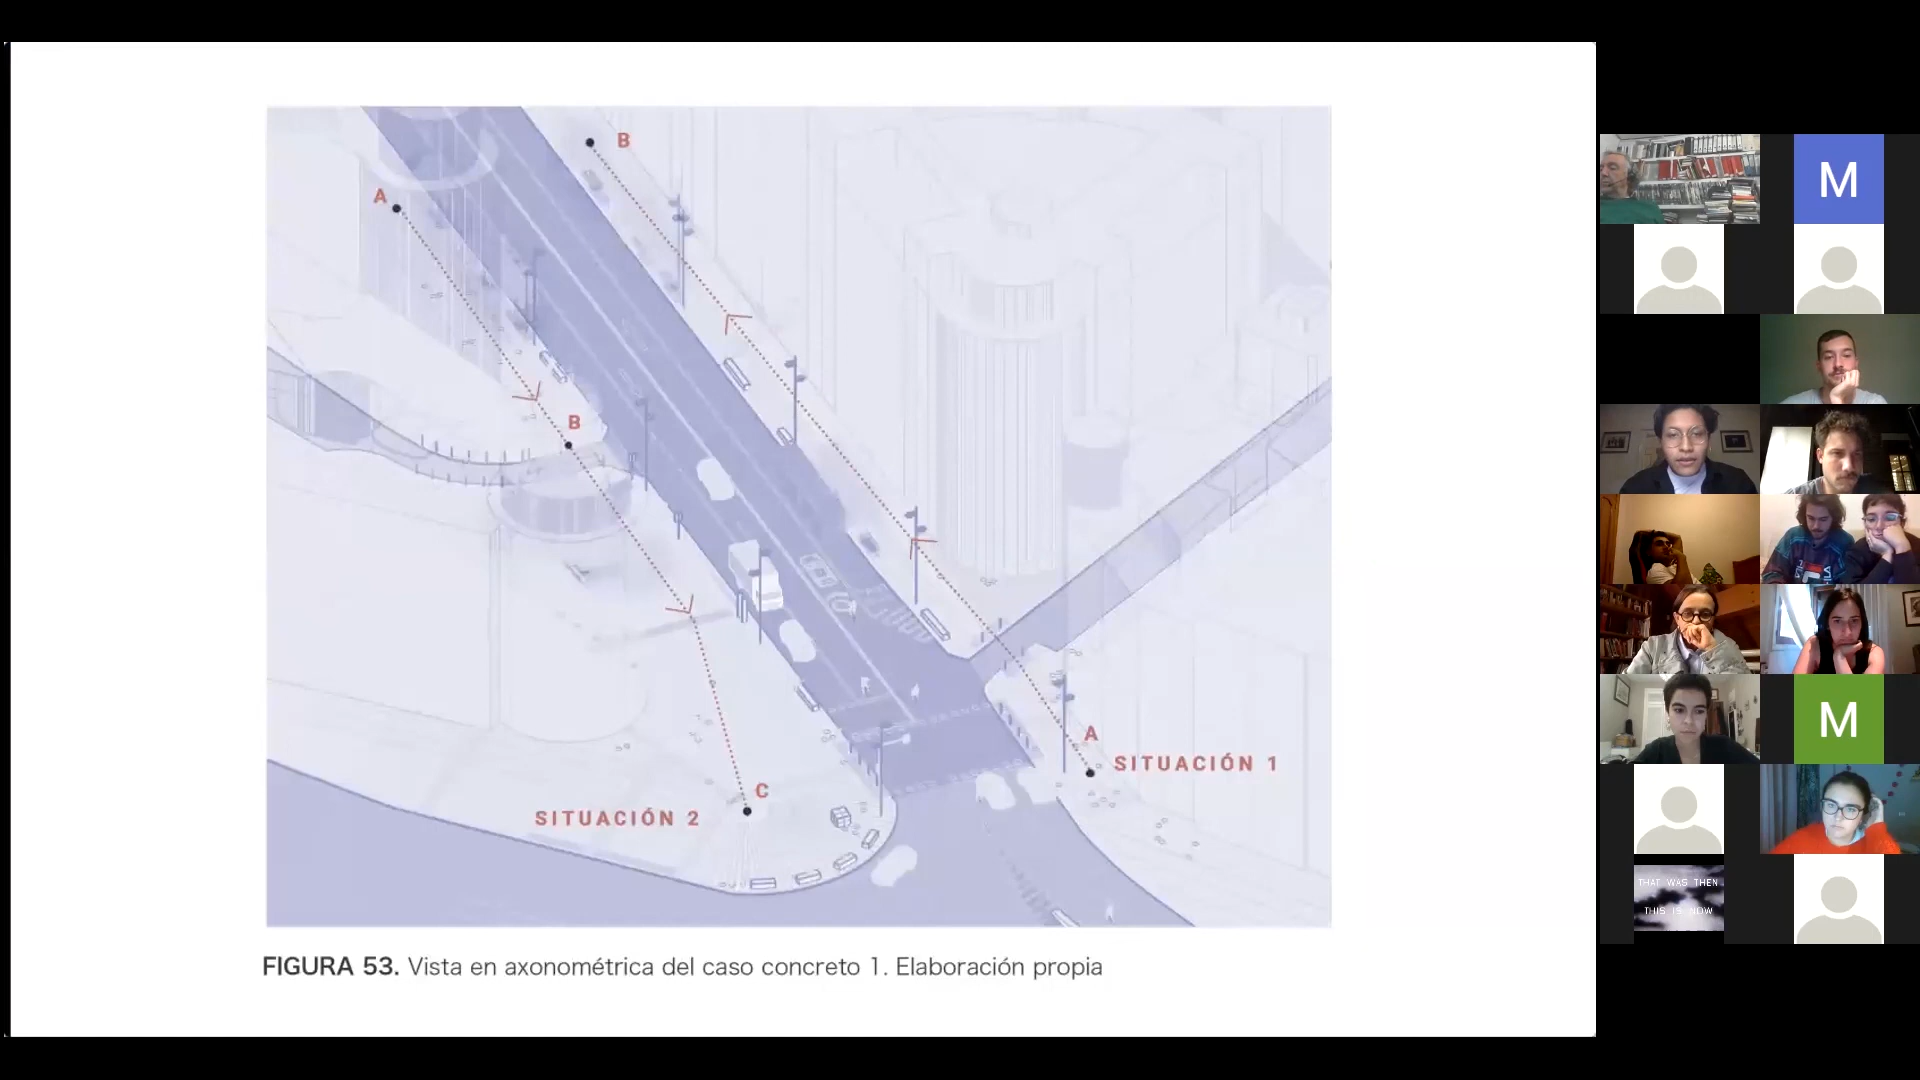 B
A
B
A
SITUACIÓN 1
C
SITUACIÓN 2
FIGURA 53. Vista en axonométrica del caso concreto 1. Elaboración propia
M
M
THAT WAS THEN
THIS IS NOW